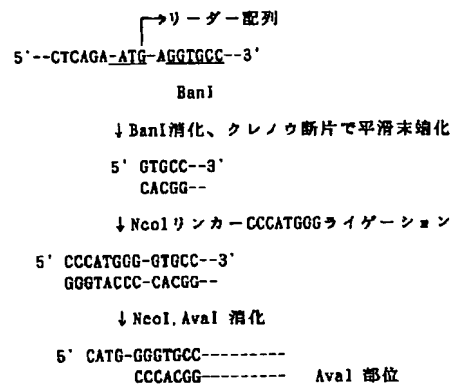 →リーダー配列
5'--CTCAGA-ATG-AGGTGCC--3'
BanI
↓BanI消化、クレノウ断片で平滑末端化
5' GTGCC--3'
CACGG--
↓NcoIリンカーCCCATGGGライゲーション
5' CCCATGGG-GTGCC--3'
GGGTACCC-CACGG--
↓NcoI,AvaI 消化
5' CATG-GGGTGCC---------
CCCACGG--------- AvaI 部位